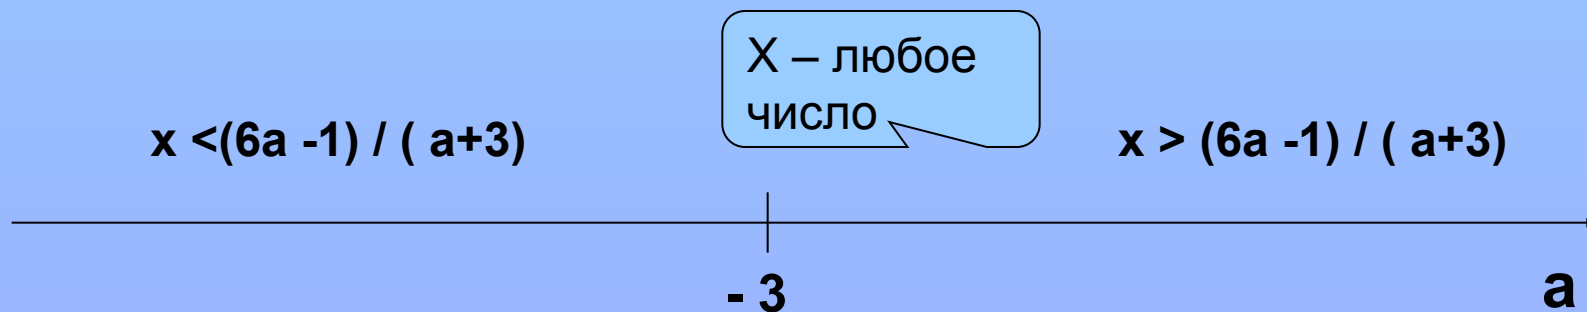 X – любое
число
x <(6a -1) / ( a+3)
x > (6a -1) / ( a+3)
- 3
a